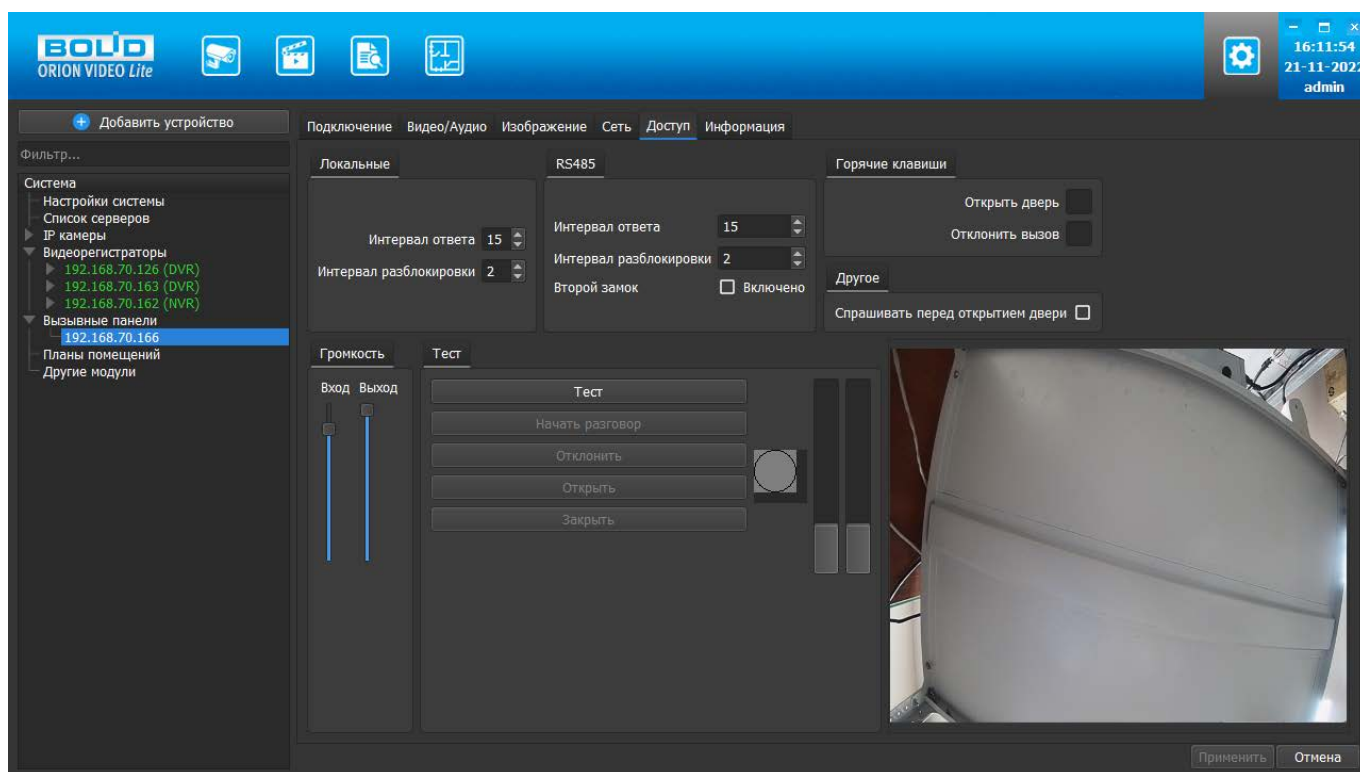 BOLID
ORION VIDEO Lite
16:11:54
21-11-2022
admin
Добавить устройство
Фильтр...
Система
Настройки системы
Список серверов
IP камеры
Видеорегистраторы
192.168.70.126 (DVR)
192.168.70.163 (DVR)
192.168.70.162 (NVR)
Вызывные панели
192.168.70.166
Планы помещений
Другие модули
Подключение Видео/Аудио Изображение Сеть Доступ Информация
Локальные
Интервал ответа 15
Интервал разблокировки 2
RS485
Интервал ответа 15
Интервал разблокировки 2
Второй замок Включено
Горячие клавиши
Открыть дверь
Отклонить вызов
Другое
Спрашивать перед открытием двери
Громкость
Вход Выход
Тест
Тест
Начать разговор
Отклонить
Открыть
Закрыть
Применить Отмена